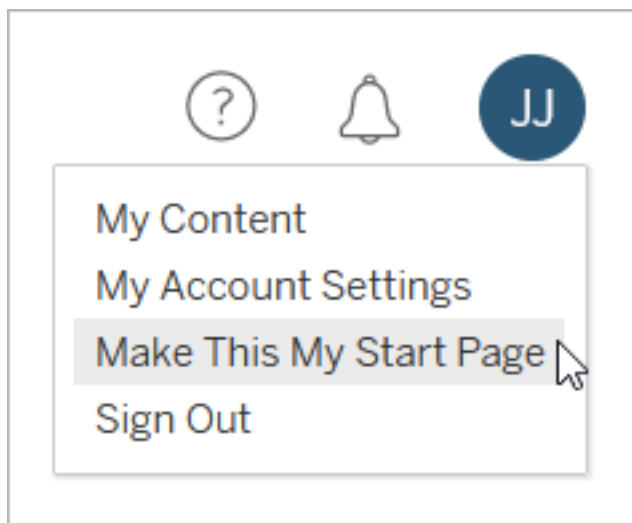 ? JJ
My Content
My Account Settings
Make This My Start Page
Sign Out